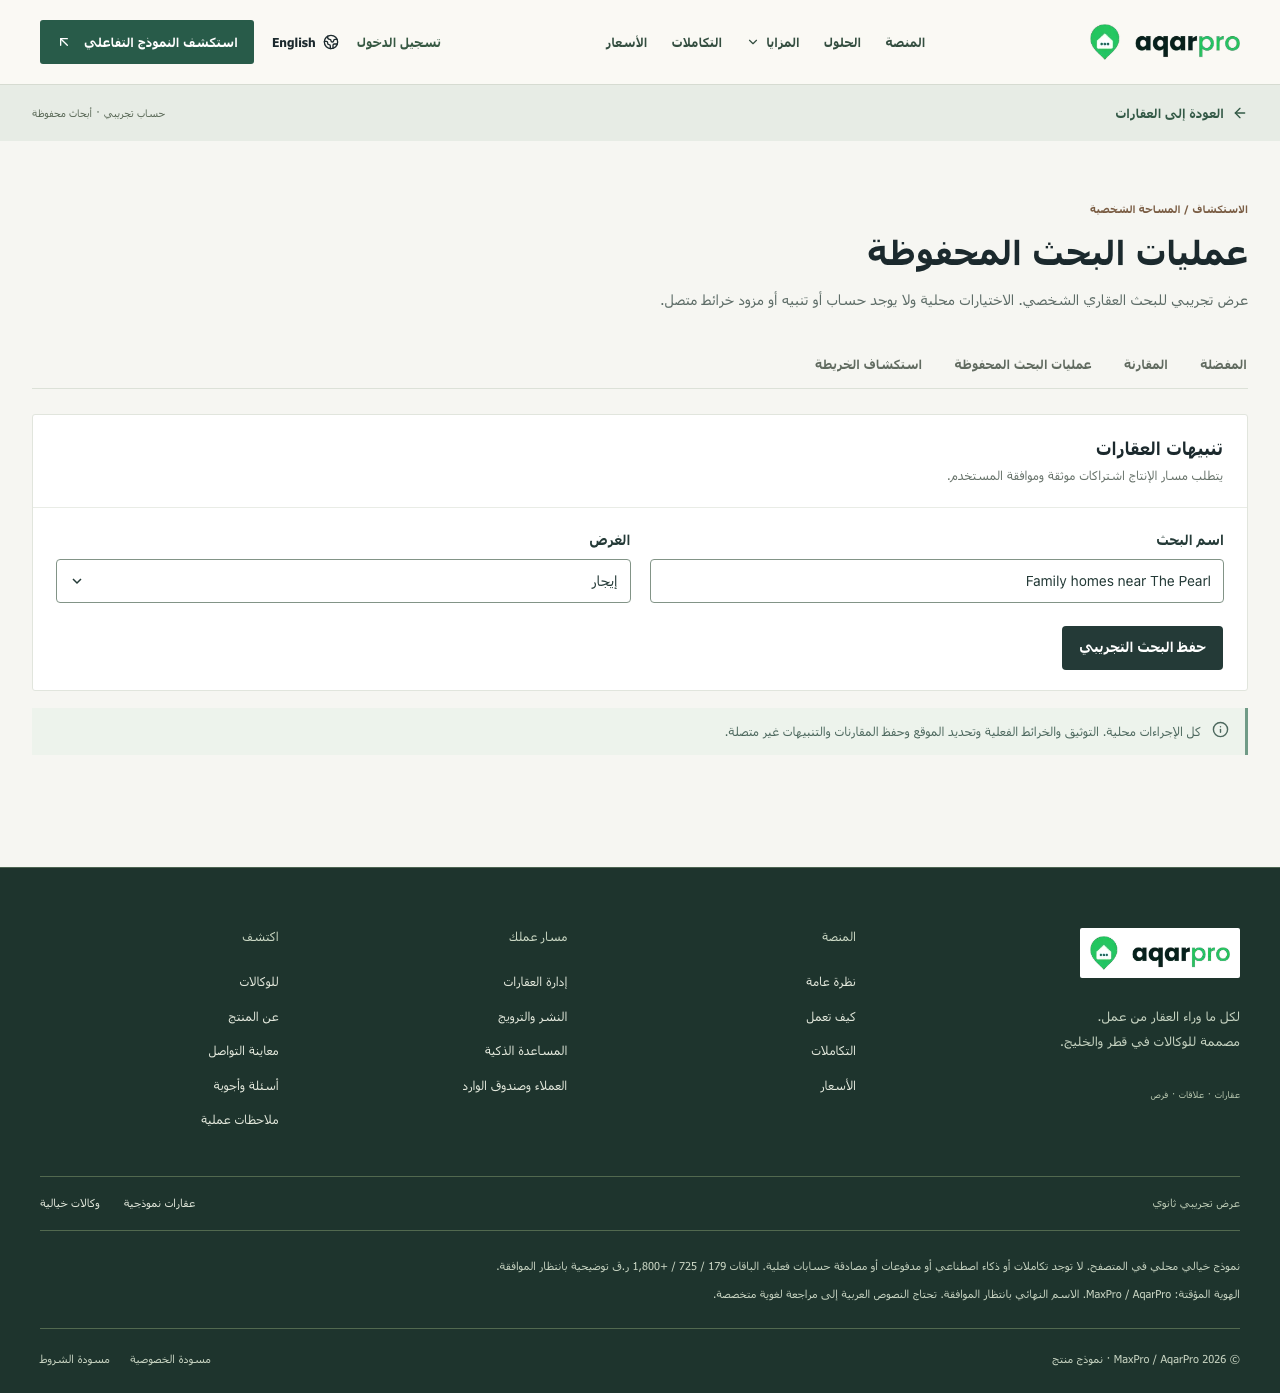 aqarpro
المنصة
الحلول
المزايا
التكاملات
الأسعار
تسجيل الدخول
English
استكشف النموذج التفاعلي
العودة إلى العقارات
حساب تجريبي · أبحاث محفوظة
الاستكشاف / المساحة الشخصية
عمليات البحث المحفوظة
عرض تجريبي للبحث العقاري الشخصي. الاختيارات محلية ولا يوجد حساب أو تنبيه أو مزود خرائط متصل.
المفضلة
المقارنة
عمليات البحث المحفوظة
استكشاف الخريطة
تنبيهات العقارات
يتطلب مسار الإنتاج اشتراكات موثقة وموافقة المستخدم.
اسم البحث
الغرض
Family homes near The Pearl
إيجار
حفظ البحث التجريبي
كل الإجراءات محلية. التوثيق والخرائط الفعلية وتحديد الموقع وحفظ المقارنات والتنبيهات غير متصلة.
aqarpro
لكل ما وراء العقار من عمل.
مصممة للوكالات في قطر والخليج.
عقارات · علاقات · فرص
المنصة
نظرة عامة
كيف تعمل
التكاملات
الأسعار
مسار عملك
إدارة العقارات
النشر والترويج
المساعدة الذكية
العملاء وصندوق الوارد
اكتشف
للوكالات
عن المنتج
معاينة التواصل
أسئلة وأجوبة
ملاحظات عملية
عرض تجريبي ثانوي
عقارات نموذجية
وكالات خيالية
نموذج خيالي محلي في المتصفح. لا توجد تكاملات أو ذكاء اصطناعي أو مدفوعات أو مصادقة حسابات فعلية. الباقات 179 / 725 / +1,800 ر.ق توضيحية بانتظار الموافقة.
الهوية المؤقتة: MaxPro / AqarPro. الاسم النهائي بانتظار الموافقة. تحتاج النصوص العربية إلى مراجعة لغوية متخصصة.
© 2026 MaxPro / AqarPro · نموذج منتج
مسودة الخصوصية
مسودة الشروط